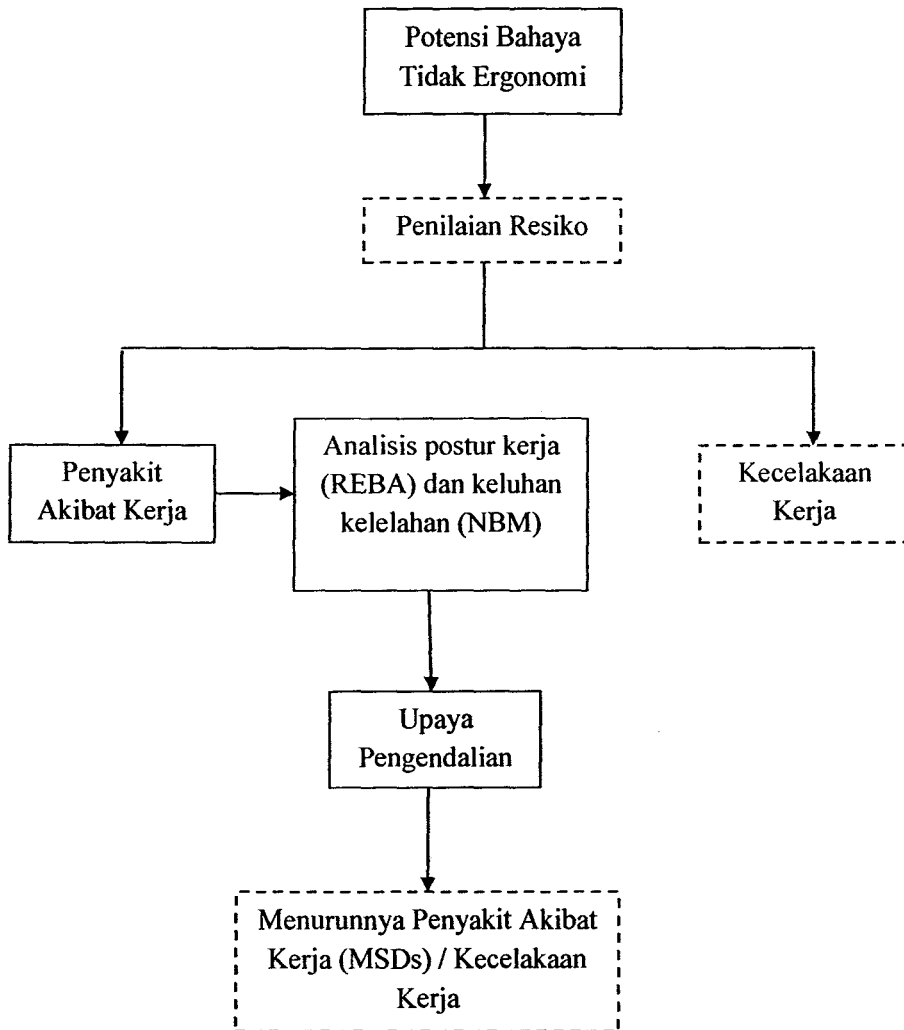 Potensi Bahaya
Tidak Ergonomi
Penilaian Resiko
Penyakit
Akibat Kerja
Analisis postur kerja
(REBA) dan keluhan
kelelahan (NBM)
Kecelakaan
Kerja
Upaya
Pengendalian
Menurunnya Penyakit Akibat
Kerja (MSDs) / Kecelakaan
Kerja